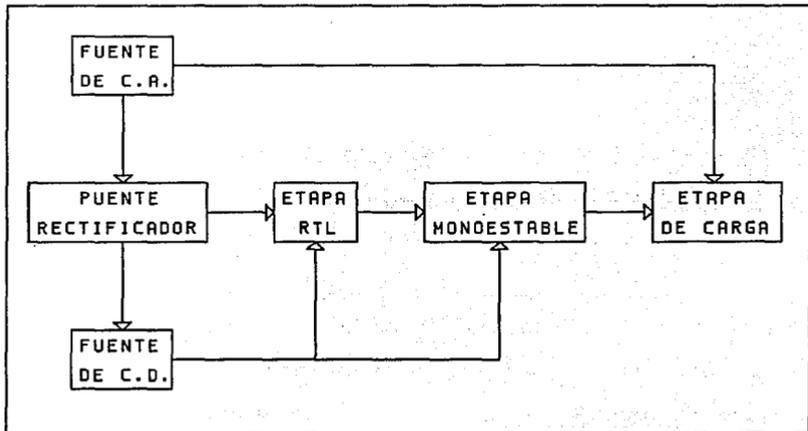 FUENTE
DE C.A.
PUENTE
RECTIFICADOR
ETAPA
RTL
ETAPA
MONOESTABLE
ETAPA
DE CARGA
FUENTE
DE C.D.